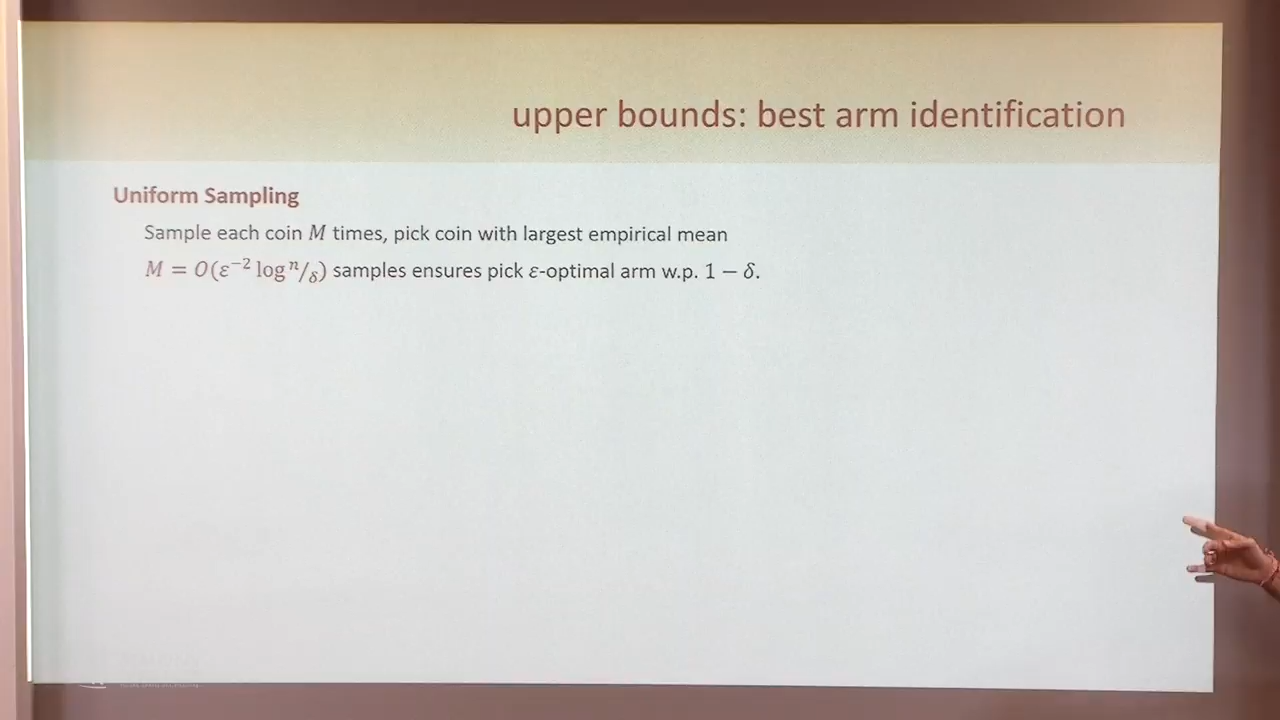 upper bounds: best arm identification
Uniform Sampling
Sample each coin M times, pick coin with largest empirical mean
M = O(ε⁻² log ⁿ/δ) samples ensures pick ε-optimal arm w.p. 1 − δ.